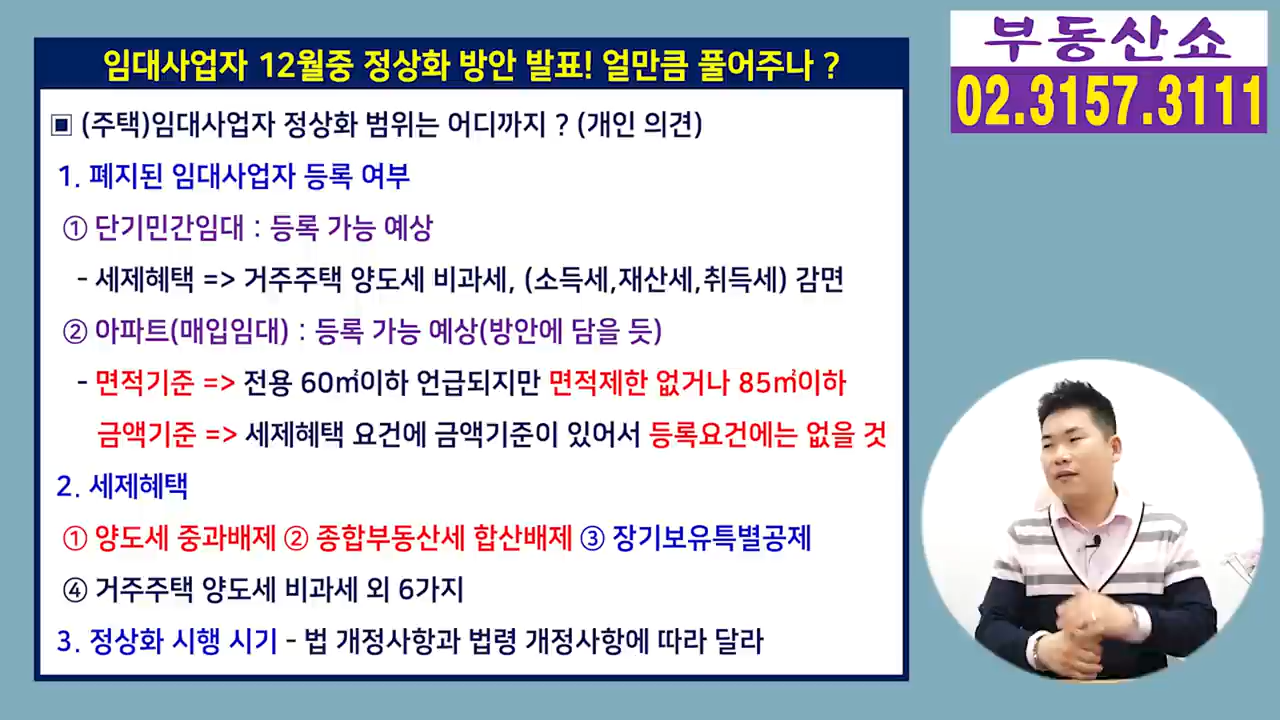 임대사업자 12월중 정상화 방안 발표! 얼만큼 풀어주나 ?
부동산쇼
02.3157.3111
▣ (주택)임대사업자 정상화 범위는 어디까지 ? (개인 의견)
1. 폐지된 임대사업자 등록 여부
① 단기민간임대 : 등록 가능 예상
- 세제혜택 => 거주주택 양도세 비과세, (소득세,재산세,취득세) 감면
② 아파트(매입임대) : 등록 가능 예상(방안에 담을 듯)
- 면적기준 => 전용 60㎡이하 언급되지만 면적제한 없거나 85㎡이하
금액기준 => 세제혜택 요건에 금액기준이 있어서 등록요건에는 없을 것
2. 세제혜택
① 양도세 중과배제 ② 종합부동산세 합산배제 ③ 장기보유특별공제
④ 거주주택 양도세 비과세 외 6가지
3. 정상화 시행 시기 - 법 개정사항과 법령 개정사항에 따라 달라